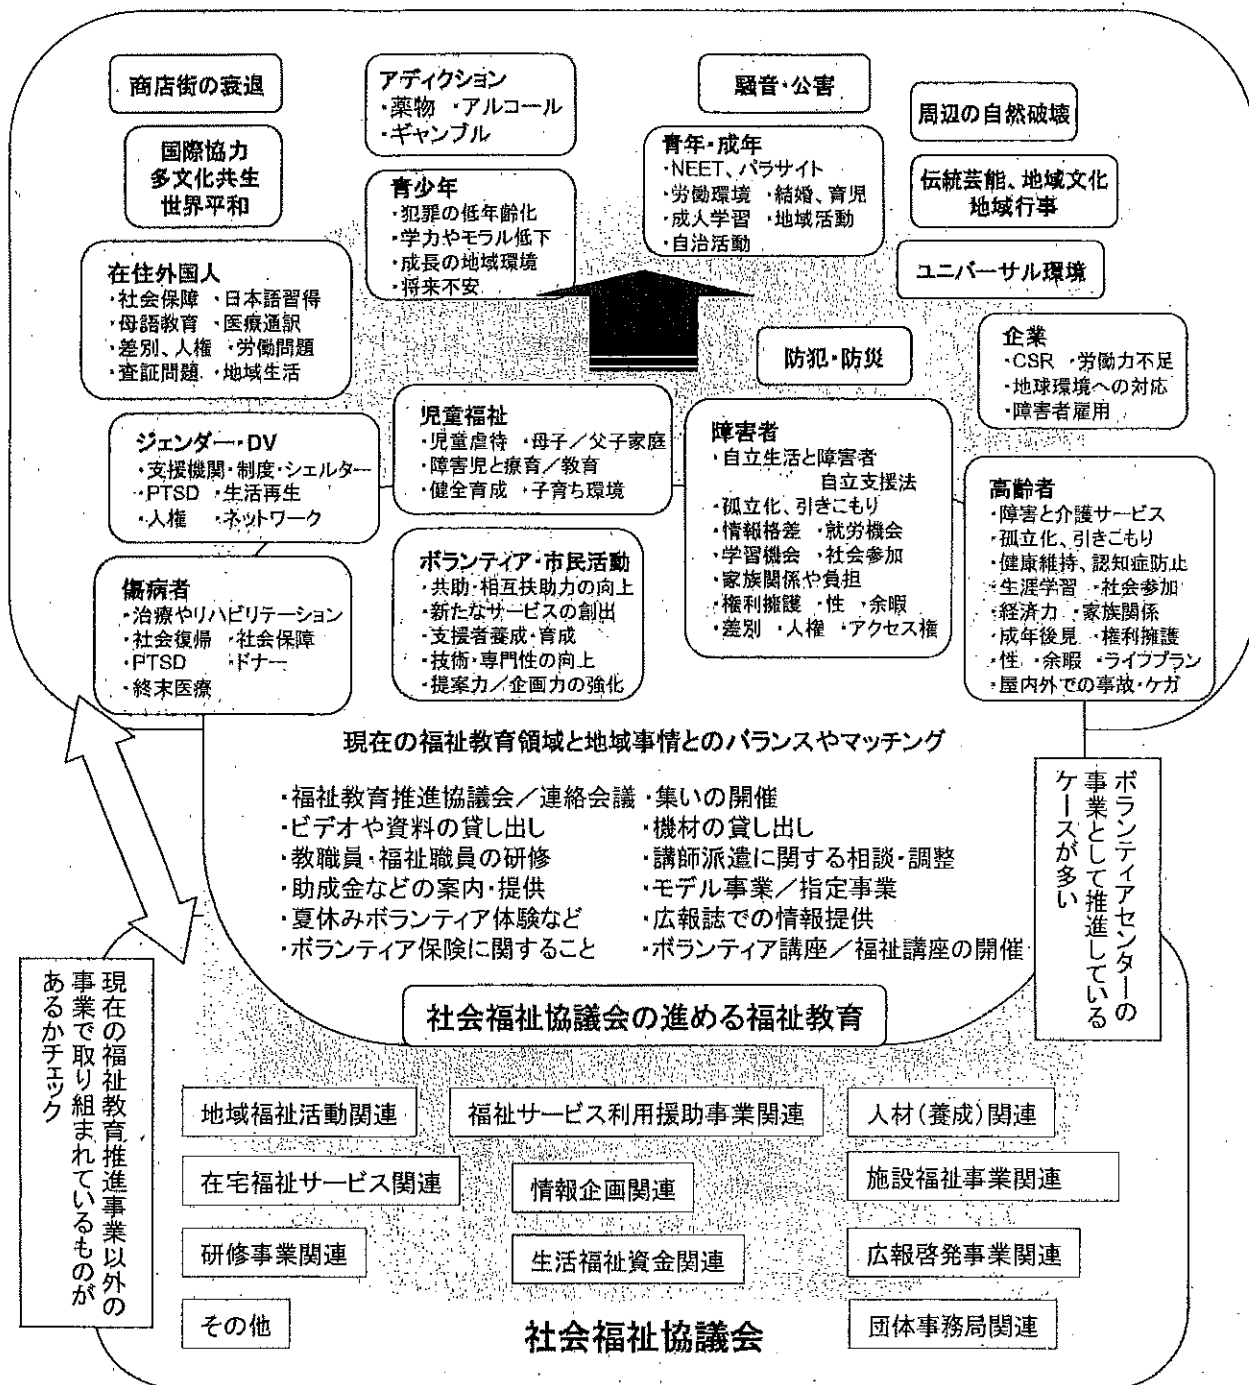 商店街の衰退
アディクション
・薬物 ・アルコール
・ギャンブル
騒音・公害
周辺の自然破壊
国際協力
多文化共生
世界平和
青少年
・犯罪の低年齢化
・学力やモラル低下
・成長の地域環境
・将来不安
青年・成年
・NEET、パラサイト
・労働環境 ・結婚、育児
・成人学習 ・地域活動
・自治活動
伝統芸能、地域文化
地域行事
ユニバーサル環境
在住外国人
・社会保障 ・日本語習得
・母語教育 ・医療通訳
・差別、人権 ・労働問題
・査証問題 ・地域生活
防犯・防災
企業
・CSR ・労働力不足
・地球環境への対応
・障害者雇用
ジェンダー・DV
・支援機関・制度・シェルター
・PTSD ・生活再生
・人権 ・ネットワーク
児童福祉
・児童虐待 ・母子／父子家庭
・障害児と療育／教育
・健全育成 ・子育ち環境
障害者
・自立生活と障害者
自立支援法
・孤立化、引きこもり
・情報格差 ・就労機会
・学習機会 ・社会参加
・家族関係や負担
・権利擁護 ・性 ・余暇
・差別 ・人権 ・アクセス権
高齢者
・障害と介護サービス
・孤立化、引きこもり
・健康維持、認知症防止
・生涯学習 ・社会参加
・経済力 ・家族関係
・成年後見 ・権利擁護
・性 ・余暇 ・ライフプラン
・屋内外での事故・ケガ
傷病者
・治療やリハビリテーション
・社会復帰 ・社会保障
・PTSD ・ドナー
・終末医療
ボランティア・市民活動
・共助・相互扶助力の向上
・新たなサービスの創出
・支援者養成・育成
・技術・専門性の向上
・提案力／企画力の強化
現在の福祉教育領域と地域事情とのバランスやマッチング
・福祉教育推進協議会／連絡会議 ・集いの開催
・ビデオや資料の貸し出し ・機材の貸し出し
・教職員・福祉職員の研修 ・講師派遣に関する相談・調整
・助成金などの案内・提供 ・モデル事業／指定事業
・夏休みボランティア体験など ・広報誌での情報提供
・ボランティア保険に関すること ・ボランティア講座／福祉講座の開催
ボランティアセンターの
事業として推進している
ケースが多い
社会福祉協議会の進める福祉教育
現在の福祉教育推進事業以外の
事業で取り組まれているものが
あるかチェック
地域福祉活動関連
福祉サービス利用援助事業関連
人材(養成)関連
在宅福祉サービス関連
情報企画関連
施設福祉事業関連
研修事業関連
生活福祉資金関連
広報啓発事業関連
その他
社会福祉協議会
団体事務局関連